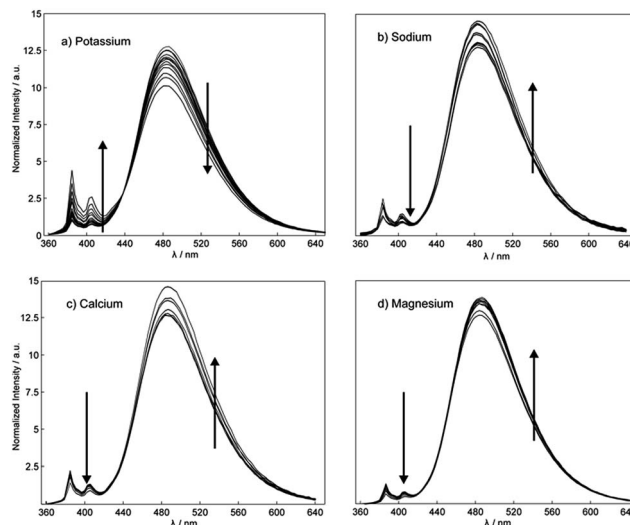 15
12.5
10
7.5
5
2.5
0
Normalized Intensity / a.u.
a) Potassium
360 400 440 480 520 560 600 640
λ / nm
b) Sodium
360 400 440 480 520 560 600 640
λ / nm
15
12.5
10
7.5
5
2.5
Normalized Intensity / a.u.
c) Calcium
360 400 440 480 520 560 600 640
λ / nm
d) Magnesium
360 400 440 480 520 560 600 640
λ / nm